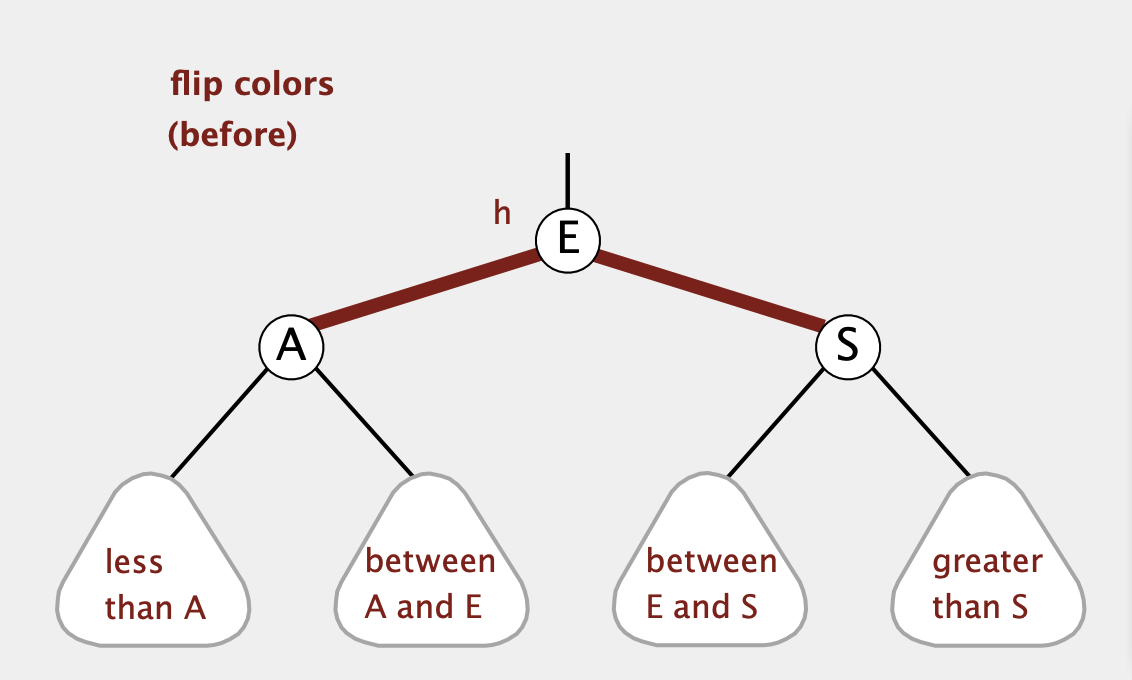 flip colors
(before)
h
E
A
S
less
than A
between
A and E
between
E and S
greater
than S